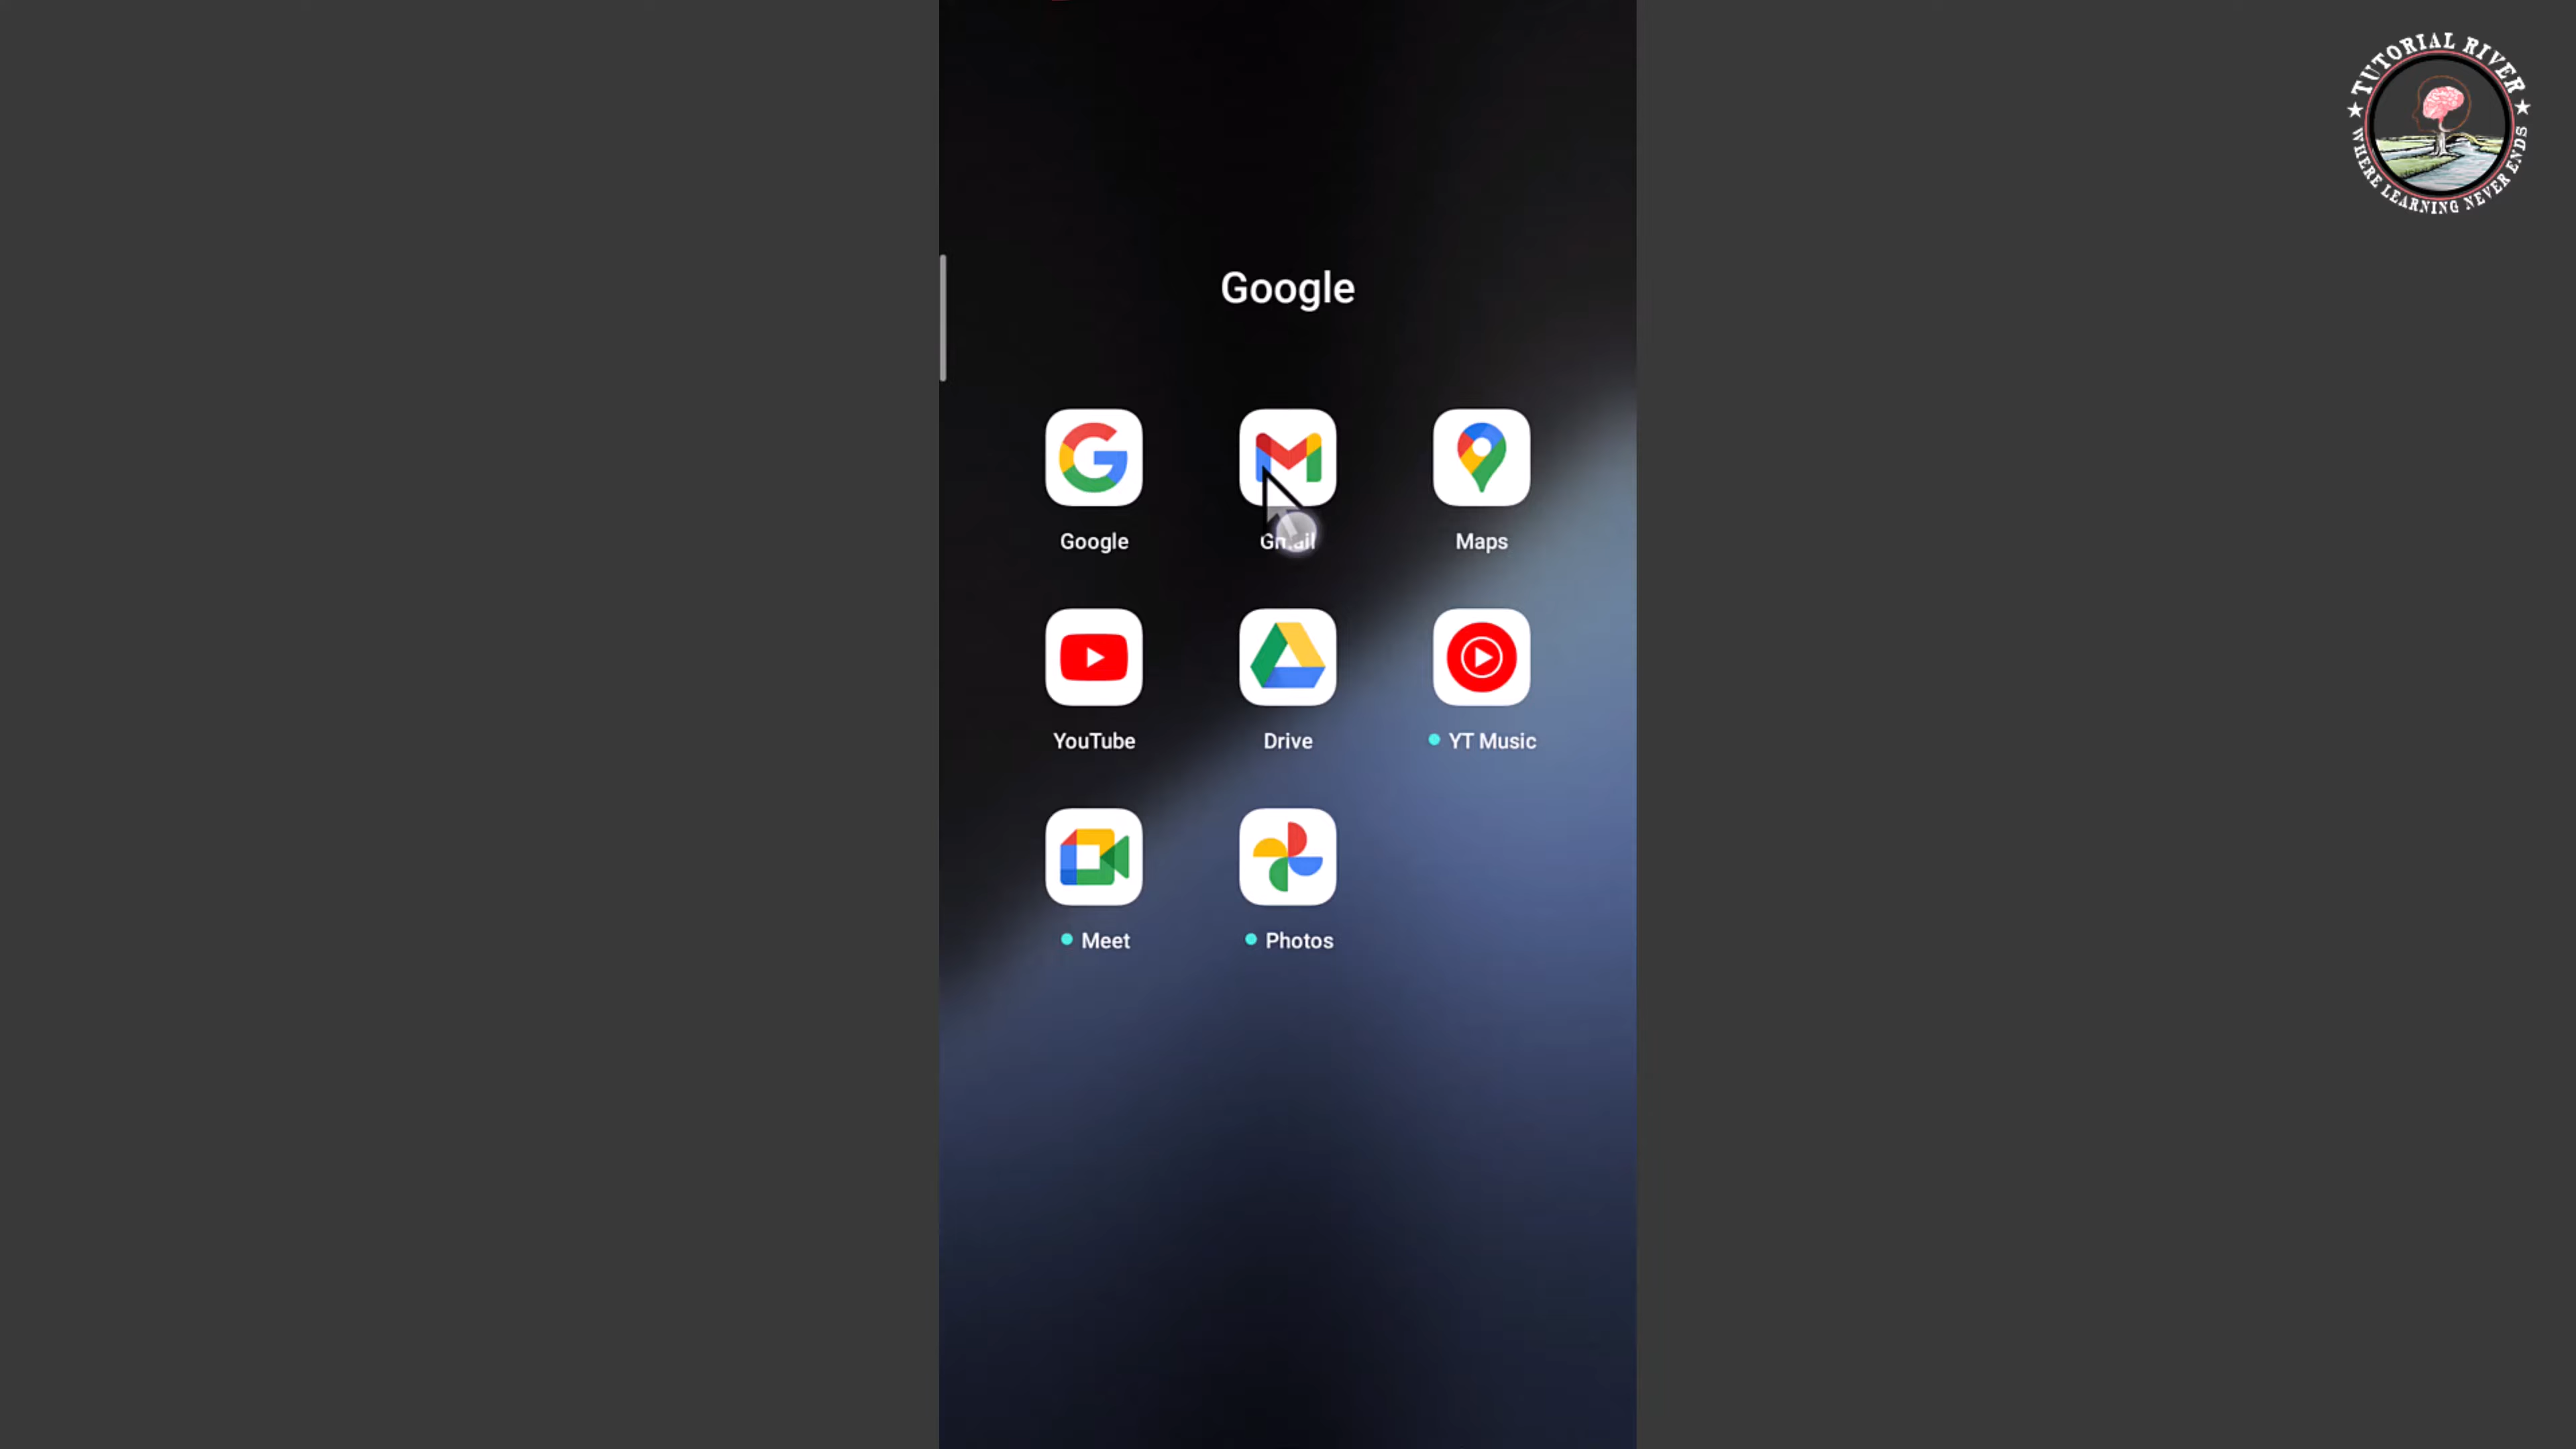 TUTORIAL RIVER
WHERE LEARNING NEVER ENDS
Google
Google Gmail Maps
YouTube Drive YT Music
Meet Photos